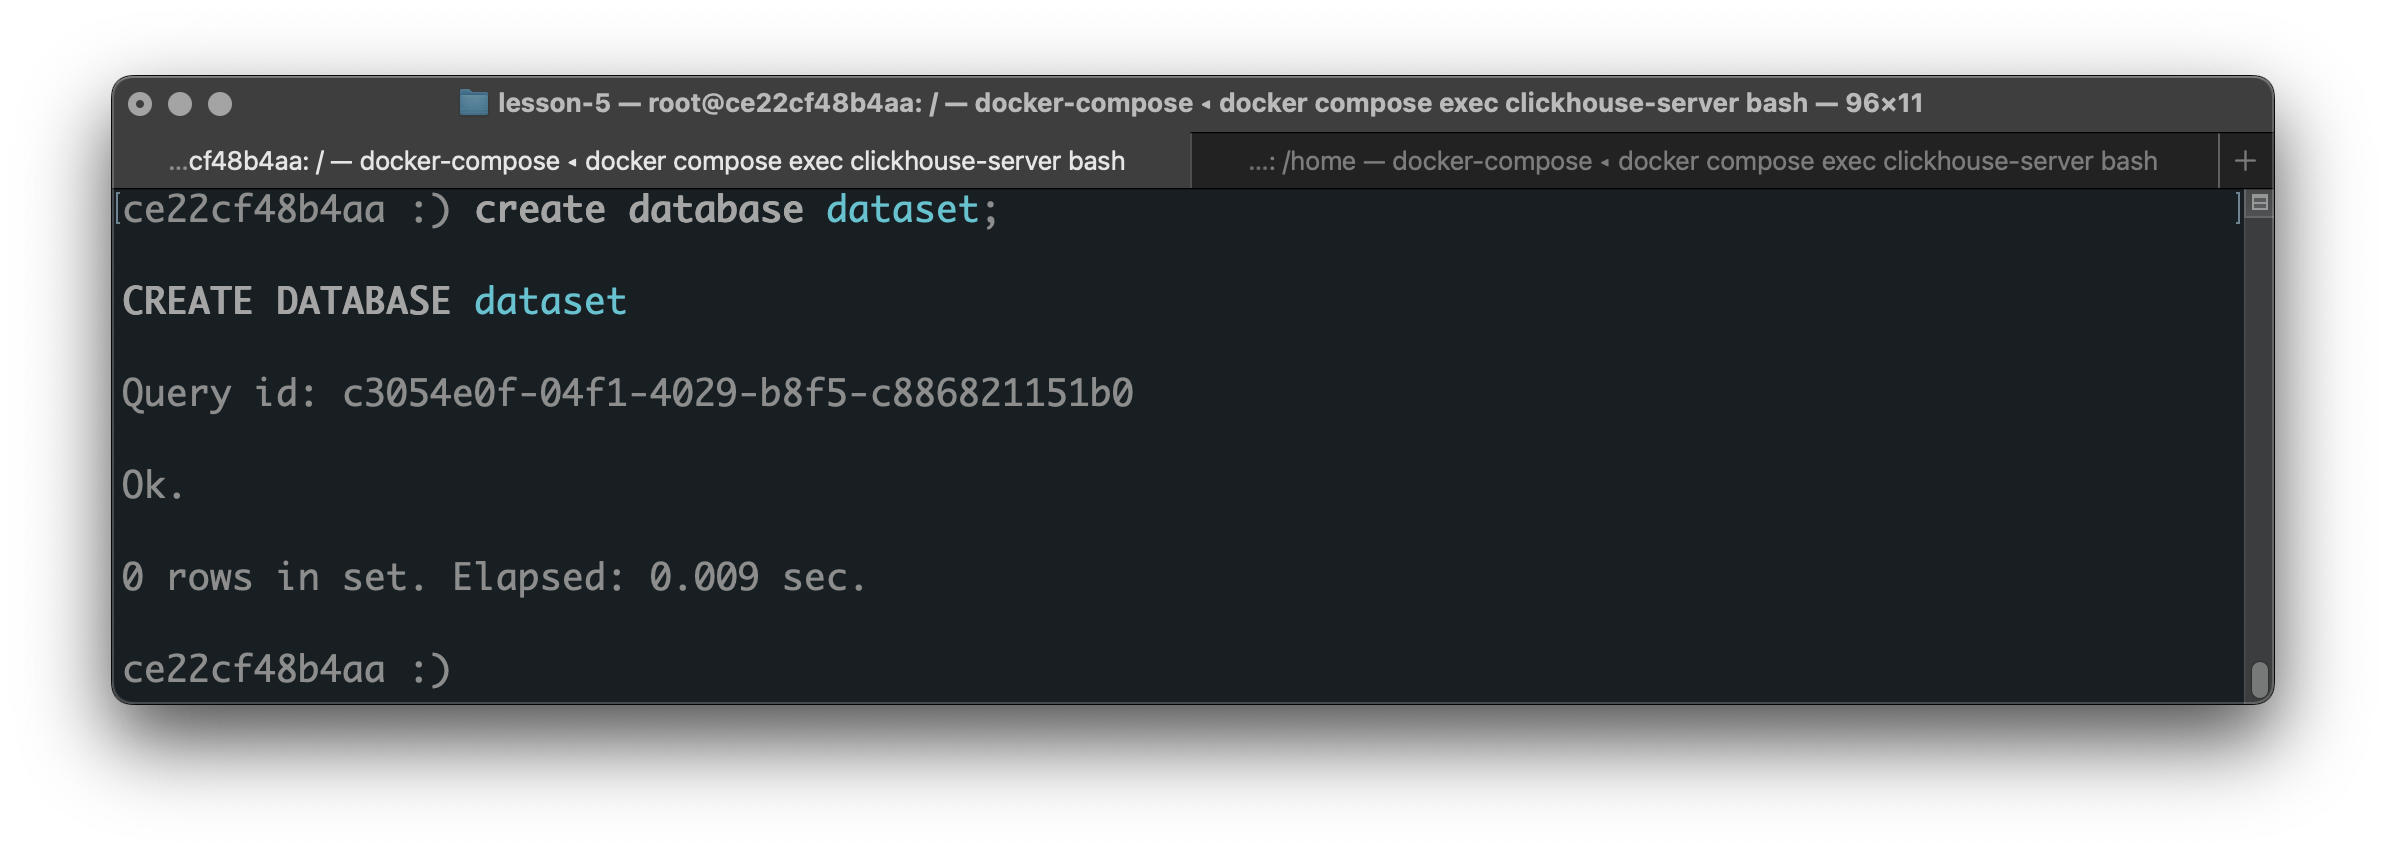 lesson-5 — root@ce22cf48b4aa: / — docker-compose ◂ docker compose exec clickhouse-server bash — 96×11
...cf48b4aa: / — docker-compose ◂ docker compose exec clickhouse-server bash
...: /home — docker-compose ◂ docker compose exec clickhouse-server bash
[ce22cf48b4aa :) create database dataset; ]
CREATE DATABASE dataset
Query id: c3054e0f-04f1-4029-b8f5-c886821151b0
Ok.
0 rows in set. Elapsed: 0.009 sec.
ce22cf48b4aa :)